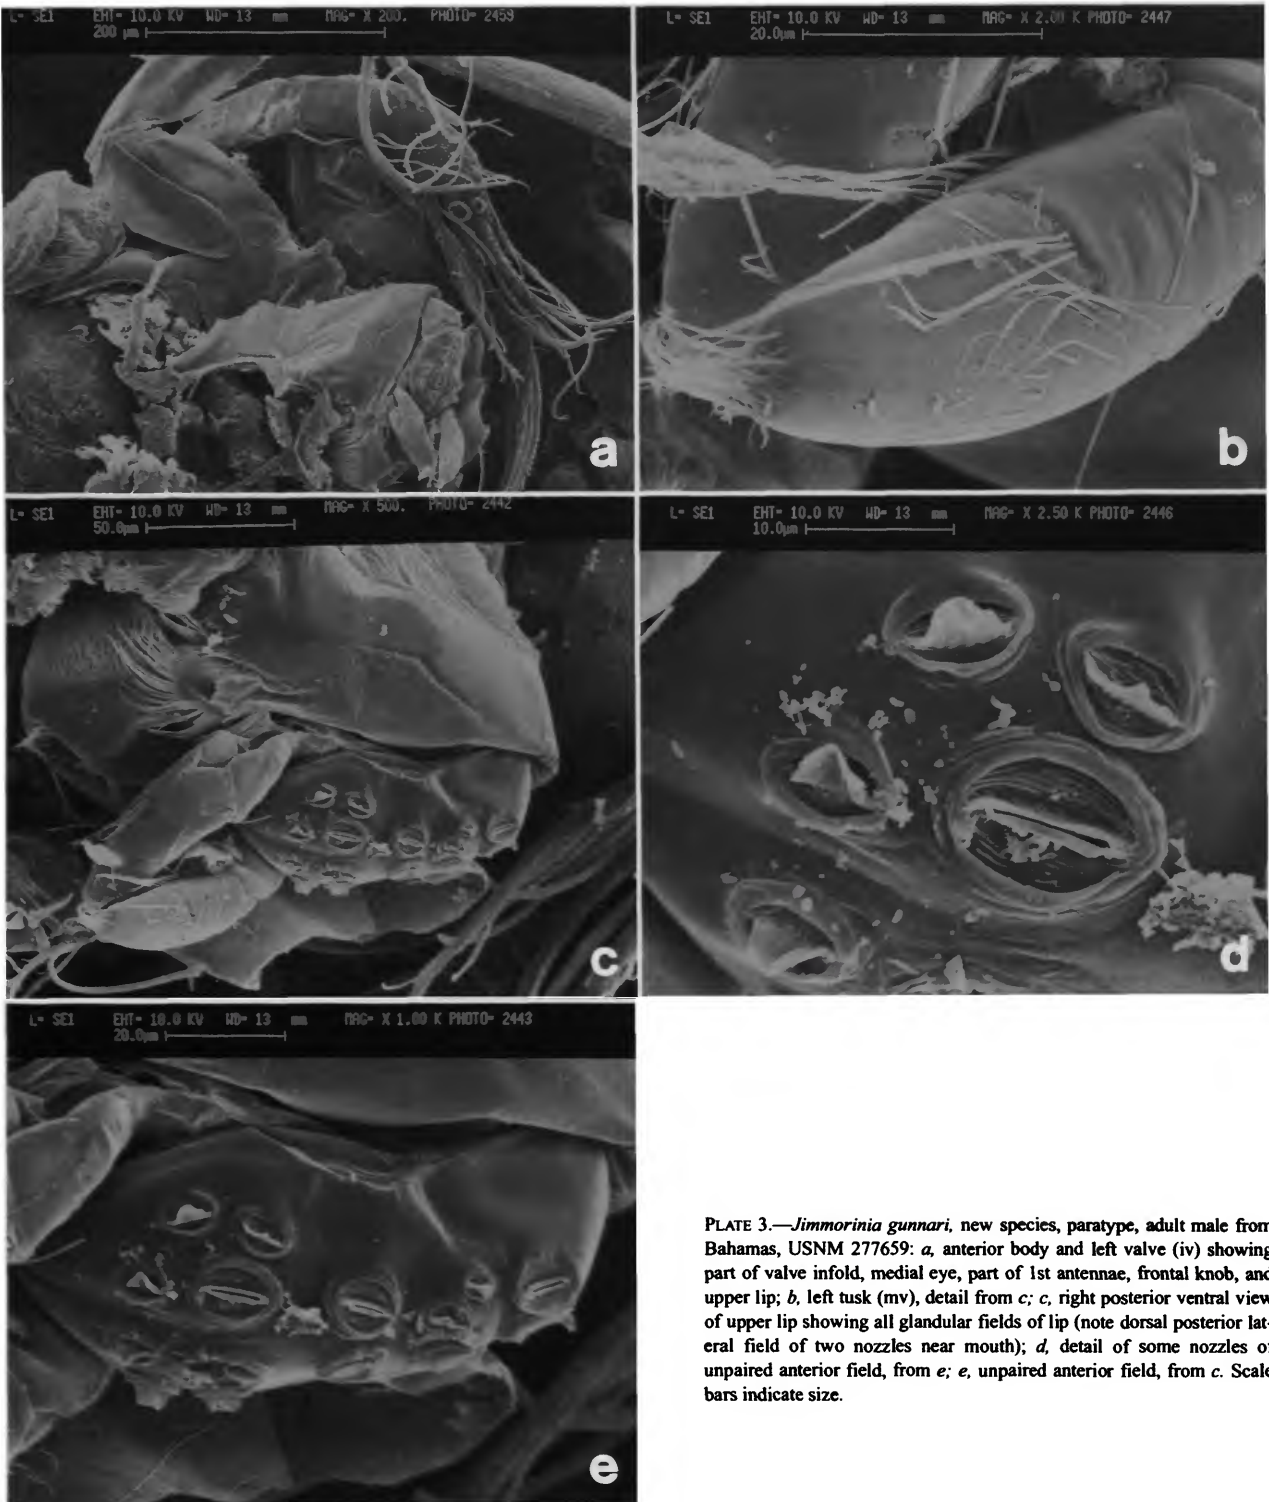 L= SE1 EHT= 10.0 KV WD= 13 mm MAG= X 200. PHOTO= 2459
200 µm
a
L= SE1 EHT= 10.0 KV WD= 13 mm MAG= X 2.00 K PHOTO= 2447
20.0µm
b
L= SE1 EHT= 10.0 KV WD= 13 mm MAG= X 500. PHOTO= 2442
50.0µm
c
L= SE1 EHT= 10.0 KV WD= 13 mm MAG= X 2.50 K PHOTO= 2446
10.0µm
d
L= SE1 EHT= 10.0 KV WD= 13 mm MAG= X 1.00 K PHOTO= 2443
20.0µm
e
PLATE 3.—Jimmorinia gunnari, new species, paratype, adult male from
Bahamas, USNM 277659: a, anterior body and left valve (iv) showing
part of valve infold, medial eye, part of 1st antennae, frontal knob, and
upper lip; b, left tusk (mv), detail from c; c, right posterior ventral view
of upper lip showing all glandular fields of lip (note dorsal posterior lat-
eral field of two nozzles near mouth); d, detail of some nozzles of
unpaired anterior field, from e; e, unpaired anterior field, from c. Scale
bars indicate size.